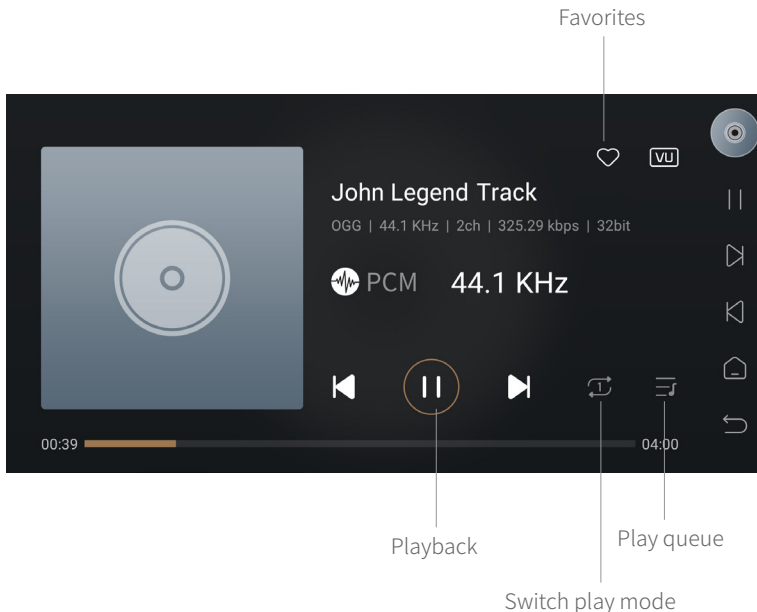 Favorites
VU
John Legend Track
OGG | 44.1 KHz | 2ch | 325.29 kbps | 32bit
PCM 44.1 KHz
1
00:39 04:00
Playback
Play queue
Switch play mode